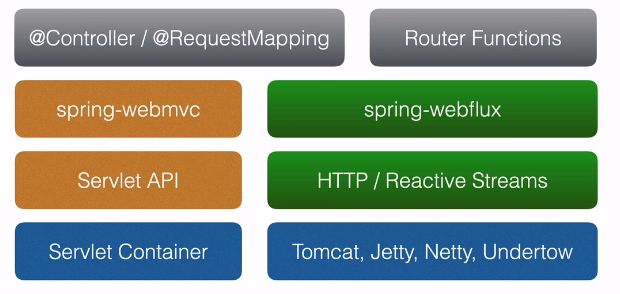 @Controller / @RequestMapping
Router Functions
spring-webmvc
spring-webflux
Servlet API
HTTP / Reactive Streams
Servlet Container
Tomcat, Jetty, Netty, Undertow